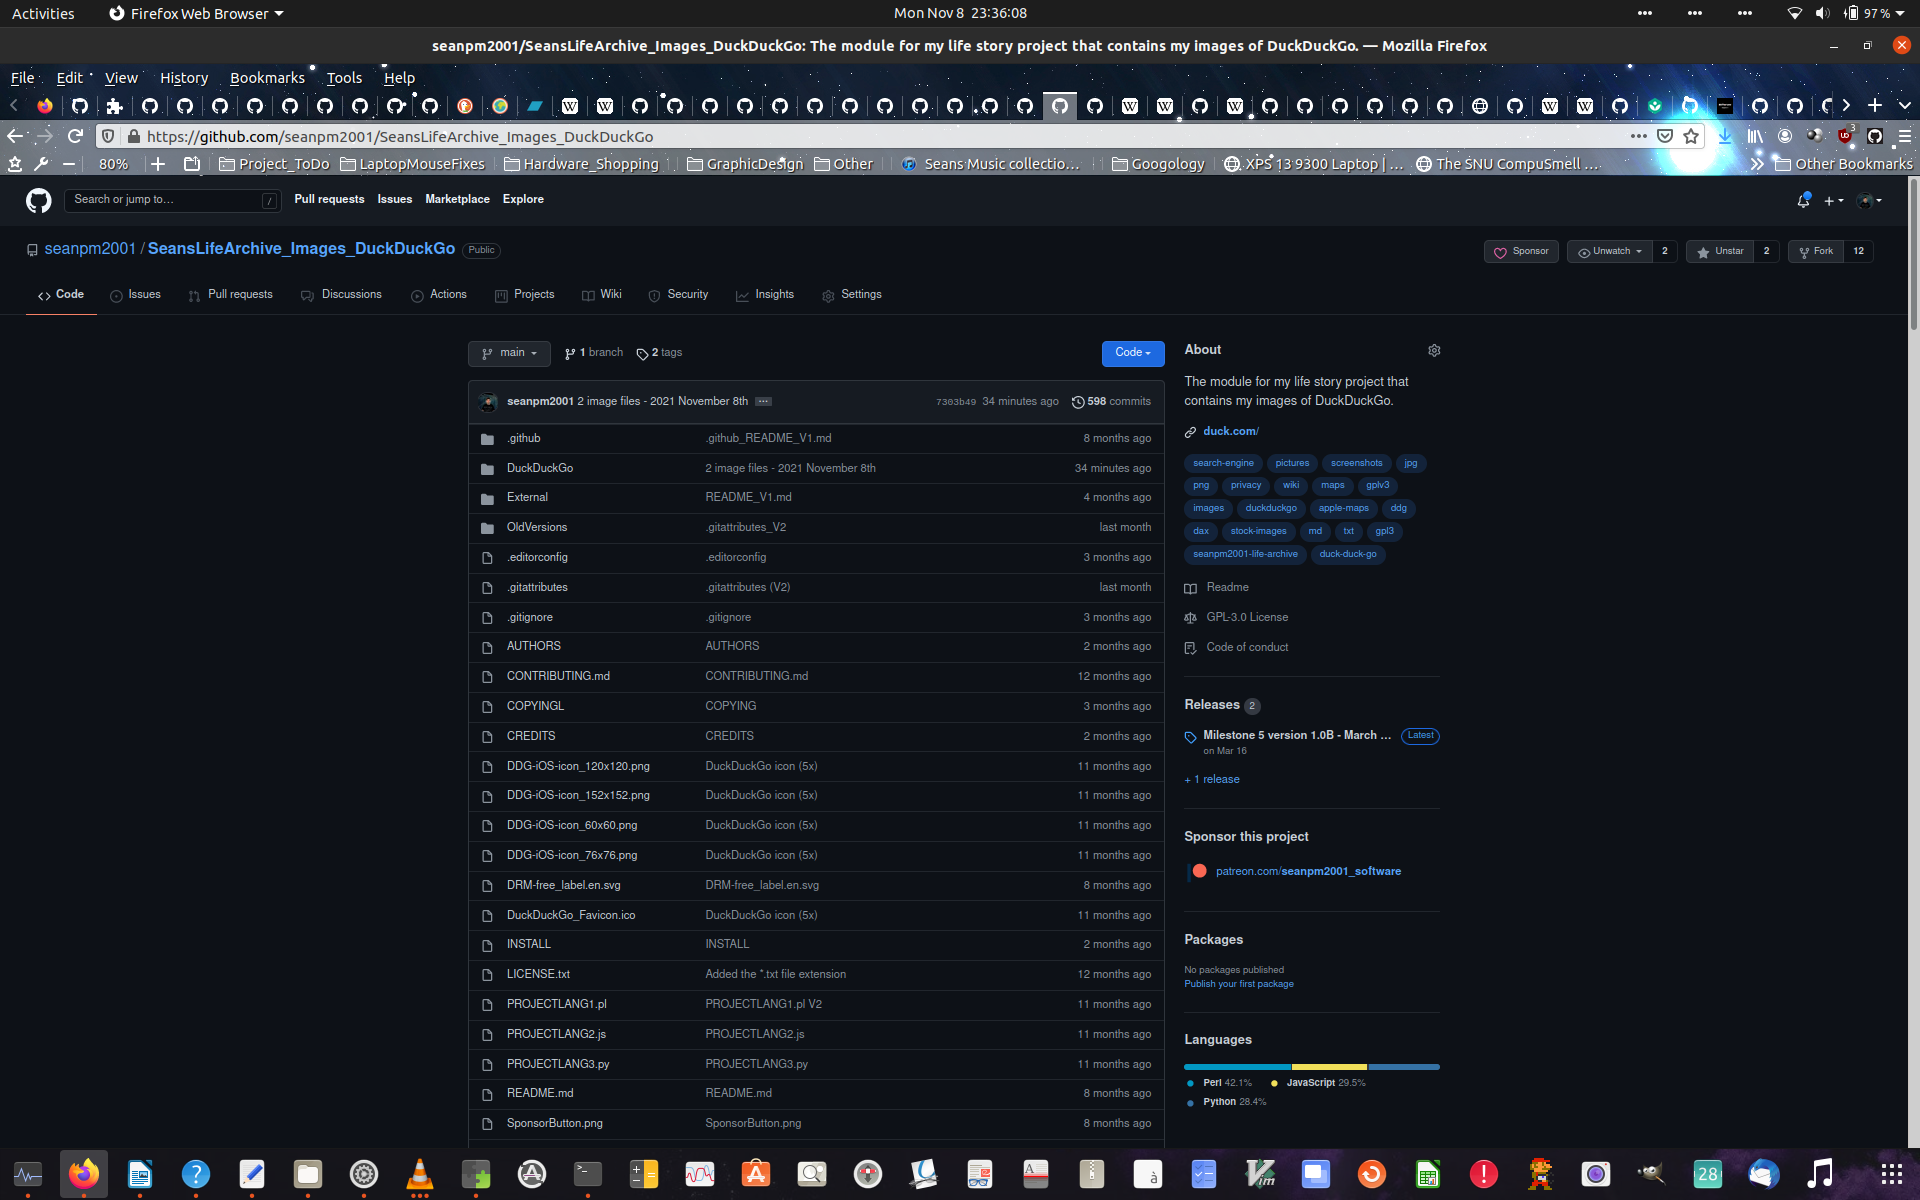 Activities Firefox Web Browser Mon Nov 8 23:36:08 97 %
seanpm2001/SeansLifeArchive_Images_DuckDuckGo: The module for my life story project that contains my images of DuckDuckGo. — Mozilla Firefox
File Edit View History Bookmarks Tools Help
https://github.com/seanpm2001/SeansLifeArchive_Images_DuckDuckGo 3
80% Project_ToDo LaptopMouseFixes Hardware_Shopping GraphicDesign Other Seans Music collectio… Googology XPS 13 9300 Laptop | … The SNU CompuSmell … Other Bookmarks
Search or jump to… / Pull requests Issues Marketplace Explore
seanpm2001 / SeansLifeArchive_Images_DuckDuckGo Public Sponsor Unwatch 2 Unstar 2 Fork 12
Code Issues Pull requests Discussions Actions Projects Wiki Security Insights Settings
main 1 branch 2 tags Code
seanpm2001 2 image files - 2021 November 8th ... 7303b49 34 minutes ago 598 commits
.github .github_README_V1.md 8 months ago
DuckDuckGo 2 image files - 2021 November 8th 34 minutes ago
External README_V1.md 4 months ago
OldVersions .gitattributes_V2 last month
.editorconfig .editorconfig 3 months ago
.gitattributes .gitattributes (V2) last month
.gitignore .gitignore 3 months ago
AUTHORS AUTHORS 2 months ago
CONTRIBUTING.md CONTRIBUTING.md 12 months ago
COPYINGL COPYING 3 months ago
CREDITS CREDITS 2 months ago
DDG-iOS-icon_120x120.png DuckDuckGo icon (5x) 11 months ago
DDG-iOS-icon_152x152.png DuckDuckGo icon (5x) 11 months ago
DDG-iOS-icon_60x60.png DuckDuckGo icon (5x) 11 months ago
DDG-iOS-icon_76x76.png DuckDuckGo icon (5x) 11 months ago
DRM-free_label.en.svg DRM-free_label.en.svg 8 months ago
DuckDuckGo_Favicon.ico DuckDuckGo icon (5x) 11 months ago
INSTALL INSTALL 2 months ago
LICENSE.txt Added the *.txt file extension 12 months ago
PROJECTLANG1.pl PROJECTLANG1.pl V2 11 months ago
PROJECTLANG2.js PROJECTLANG2.js 11 months ago
PROJECTLANG3.py PROJECTLANG3.py 11 months ago
README.md README.md 8 months ago
SponsorButton.png SponsorButton.png 8 months ago
About
The module for my life story project that
contains my images of DuckDuckGo.
duck.com/
search-engine pictures screenshots jpg
png privacy wiki maps gplv3
images duckduckgo apple-maps ddg
dax stock-images md txt gpl3
seanpm2001-life-archive duck-duck-go
Readme
GPL-3.0 License
Code of conduct
Releases 2
Milestone 5 version 1.0B - March ... Latest
on Mar 16
+ 1 release
Sponsor this project
patreon.com/seanpm2001_software
Packages
No packages published
Publish your first package
Languages
Perl 42.1% JavaScript 29.5%
Python 28.4%
28